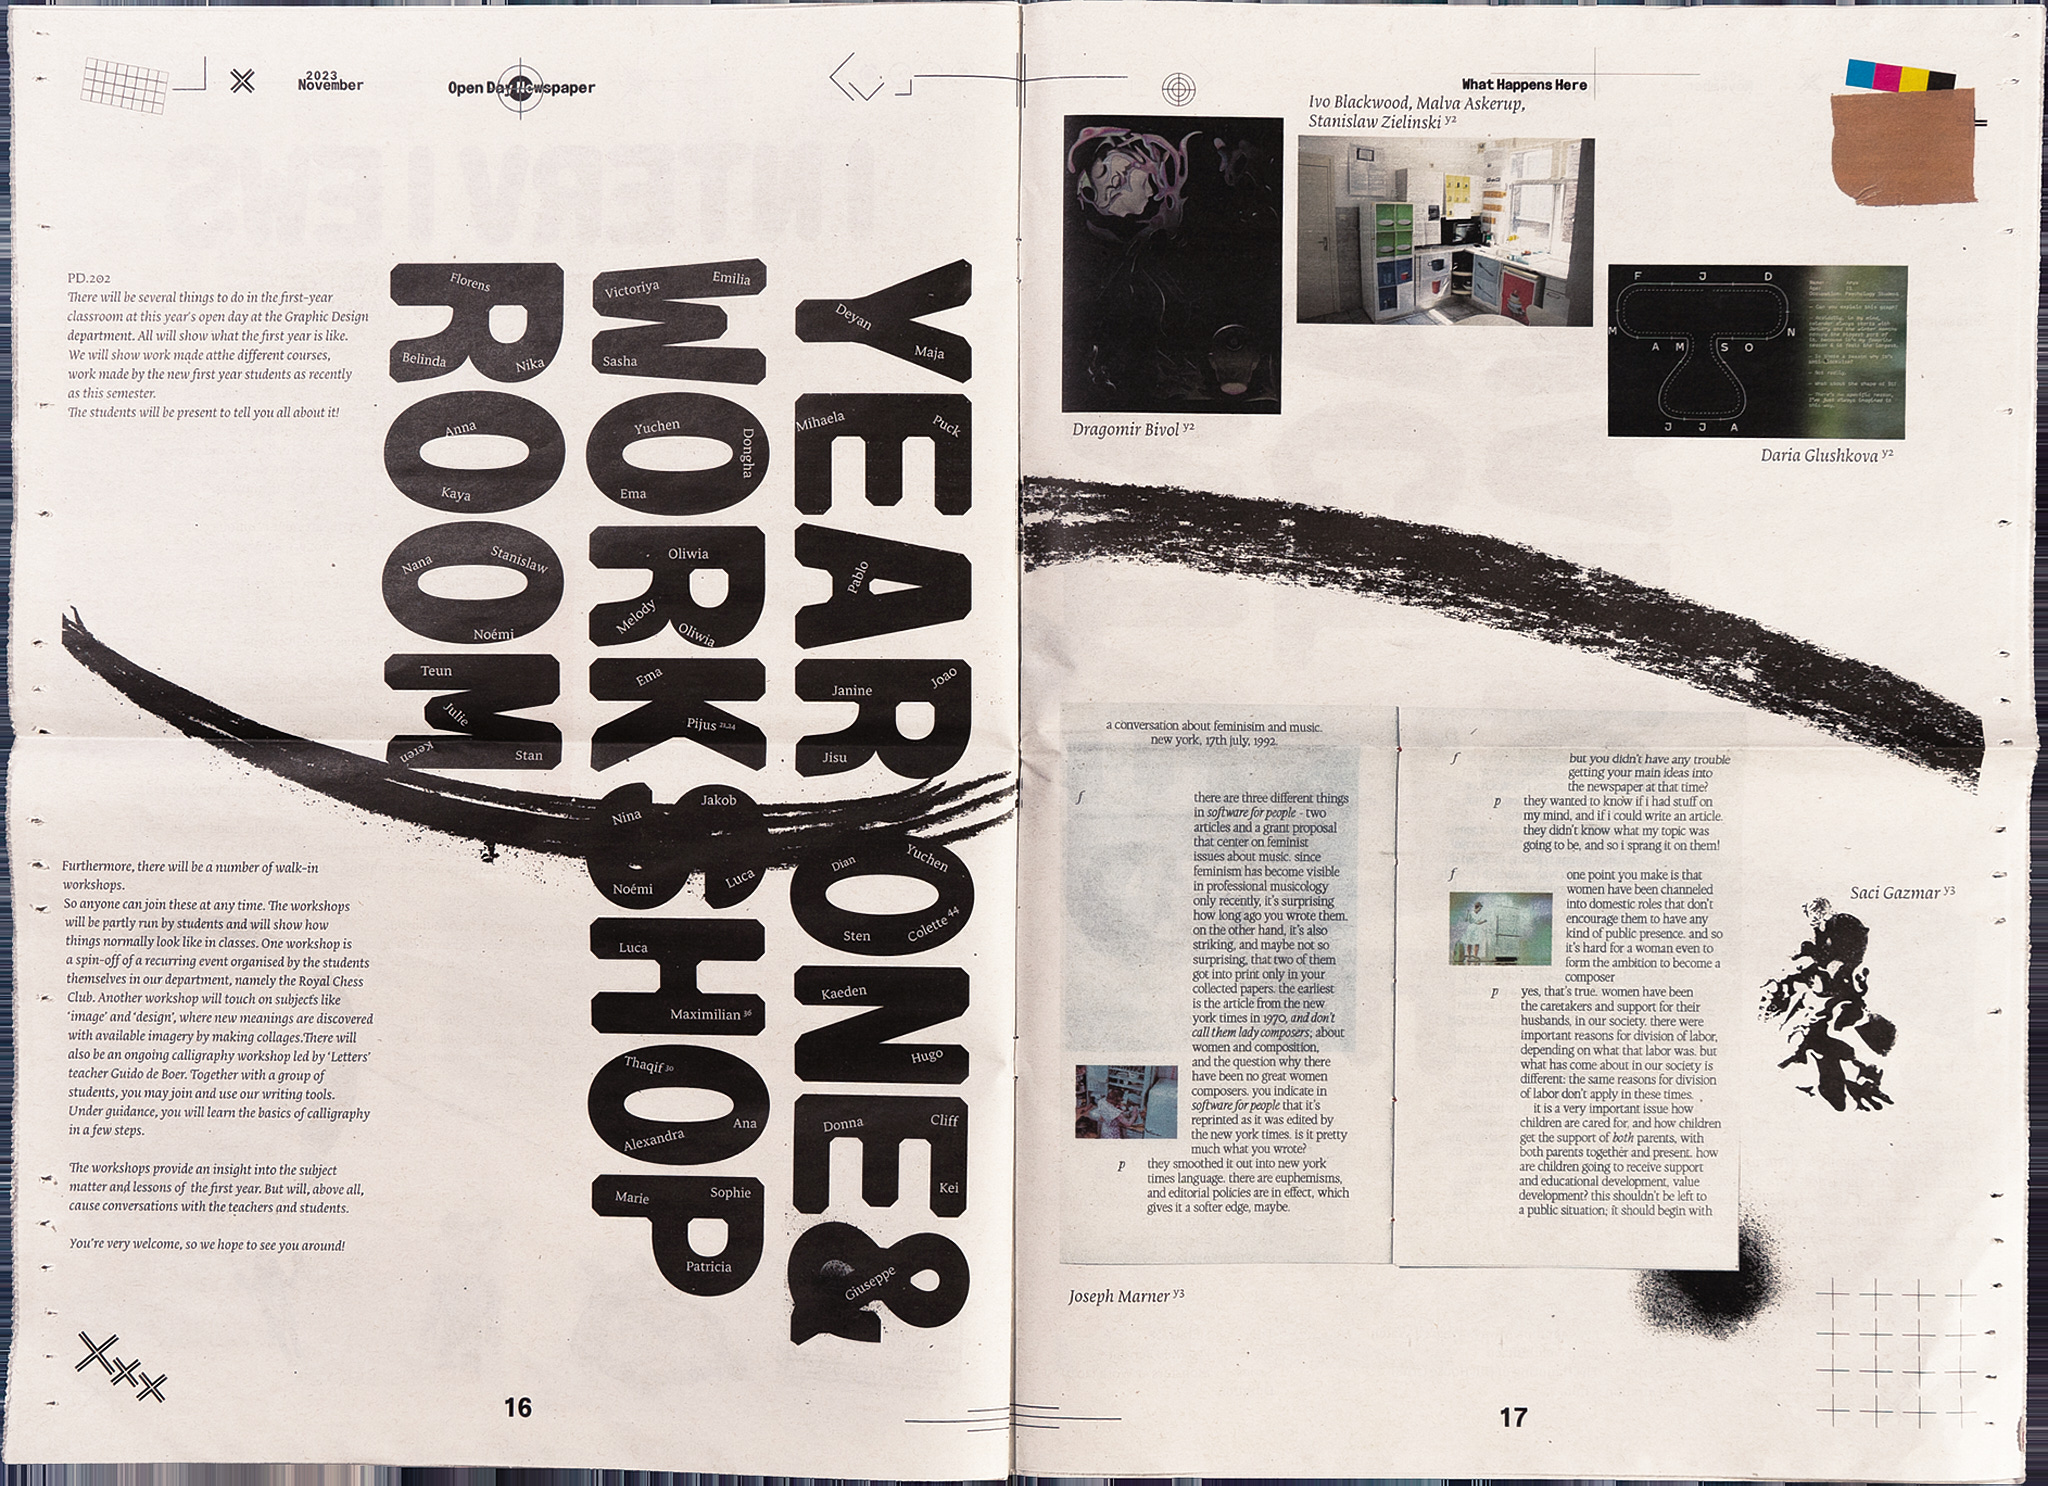 2023
November
Open Day Newspaper
What Happens Here
PD.202
There will be several things to do in the first-year
classroom at this year's open day at the Graphic Design
department. All will show what the first year is like.
We will show work made atthe different courses,
work made by the new first year students as recently
as this semester.
The students will be present to tell you all about it!
Furthermore, there will be a number of walk-in
workshops.
So anyone can join these at any time. The workshops
will be partly run by students and will show how
things normally look like in classes. One workshop is
a spin-off of a recurring event organised by the students
themselves in our department, namely the Royal Chess
Club. Another workshop will touch on subjects like
'image' and 'design', where new meanings are discovered
with available imagery by making collages.There will
also be an ongoing calligraphy workshop led by 'Letters'
teacher Guido de Boer. Together with a group of
students, you may join and use our writing tools.
Under guidance, you will learn the basics of calligraphy
in a few steps.
The workshops provide an insight into the subject
matter and lessons of the first year. But will, above all,
cause conversations with the teachers and students.
You're very welcome, so we hope to see you around!
YEAR ONE &
WORKSHOP
WORK
ROOM
Florens
Belinda
Nika
Anna
Kaya
Nana
Stanislaw
Noémi
Teun
Julie
Keren
Stan
Victoriya
Emilia
Sasha
Yuchen
Dongha
Ema
Oliwia
Melody
Oliwia
Ema
Pijus 21,24
Nina
Jakob
Noémi
Luca
Luca
Maximilian 36
Thaqif 30
Ana
Alexandra
Marie
Sophie
Patricia
Deyan
Maja
Mihaela
Puck
Pablo
Janine
Joao
Jisu
Dian
Yuchen
Sten
Colette 44
Kaeden
Hugo
Donna
Cliff
Kei
Giuseppe
16
Ivo Blackwood, Malva Askerup,
Stanislaw Zielinski y2
Dragomir Bivol y2
F J D
M N
A M S O
J J A
Daria Glushkova y2
a conversation about feminisim and music.
new york, 17th july, 1992.
f there are three different things
in software for people - two
articles and a grant proposal
that center on feminist
issues about music. since
feminism has become visible
in professional musicology
only recently, it's surprising
how long ago you wrote them.
on the other hand, it's also
striking, and maybe not so
surprising, that two of them
got into print only in your
collected papers. the earliest
is the article from the new
york times in 1970, and don't
call them lady composers; about
women and composition,
and the question why there
have been no great women
composers. you indicate in
software for people that it's
reprinted as it was edited by
the new york times. is it pretty
much what you wrote?
p they smoothed it out into new york
times language. there are euphemisms,
and editorial policies are in effect, which
gives it a softer edge, maybe.
f but you didn't have any trouble
getting your main ideas into
the newspaper at that time?
p they wanted to know if i had stuff on
my mind, and if i could write an article.
they didn't know what my topic was
going to be, and so i sprang it on them!
f one point you make is that
women have been channeled
into domestic roles that don't
encourage them to have any
kind of public presence. and so
it's hard for a woman even to
form the ambition to become a
composer
p yes, that's true. women have been
the caretakers and support for their
husbands, in our society. there were
important reasons for division of labor,
depending on what that labor was. but
what has come about in our society is
different: the same reasons for division
of labor don't apply in these times.
it is a very important issue how
children are cared for, and how children
get the support of both parents, with
both parents together and present. how
are children going to receive support
and educational development, value
development? this shouldn't be left to
a public situation; it should begin with
Joseph Marner y3
Saci Gazmar y3
17